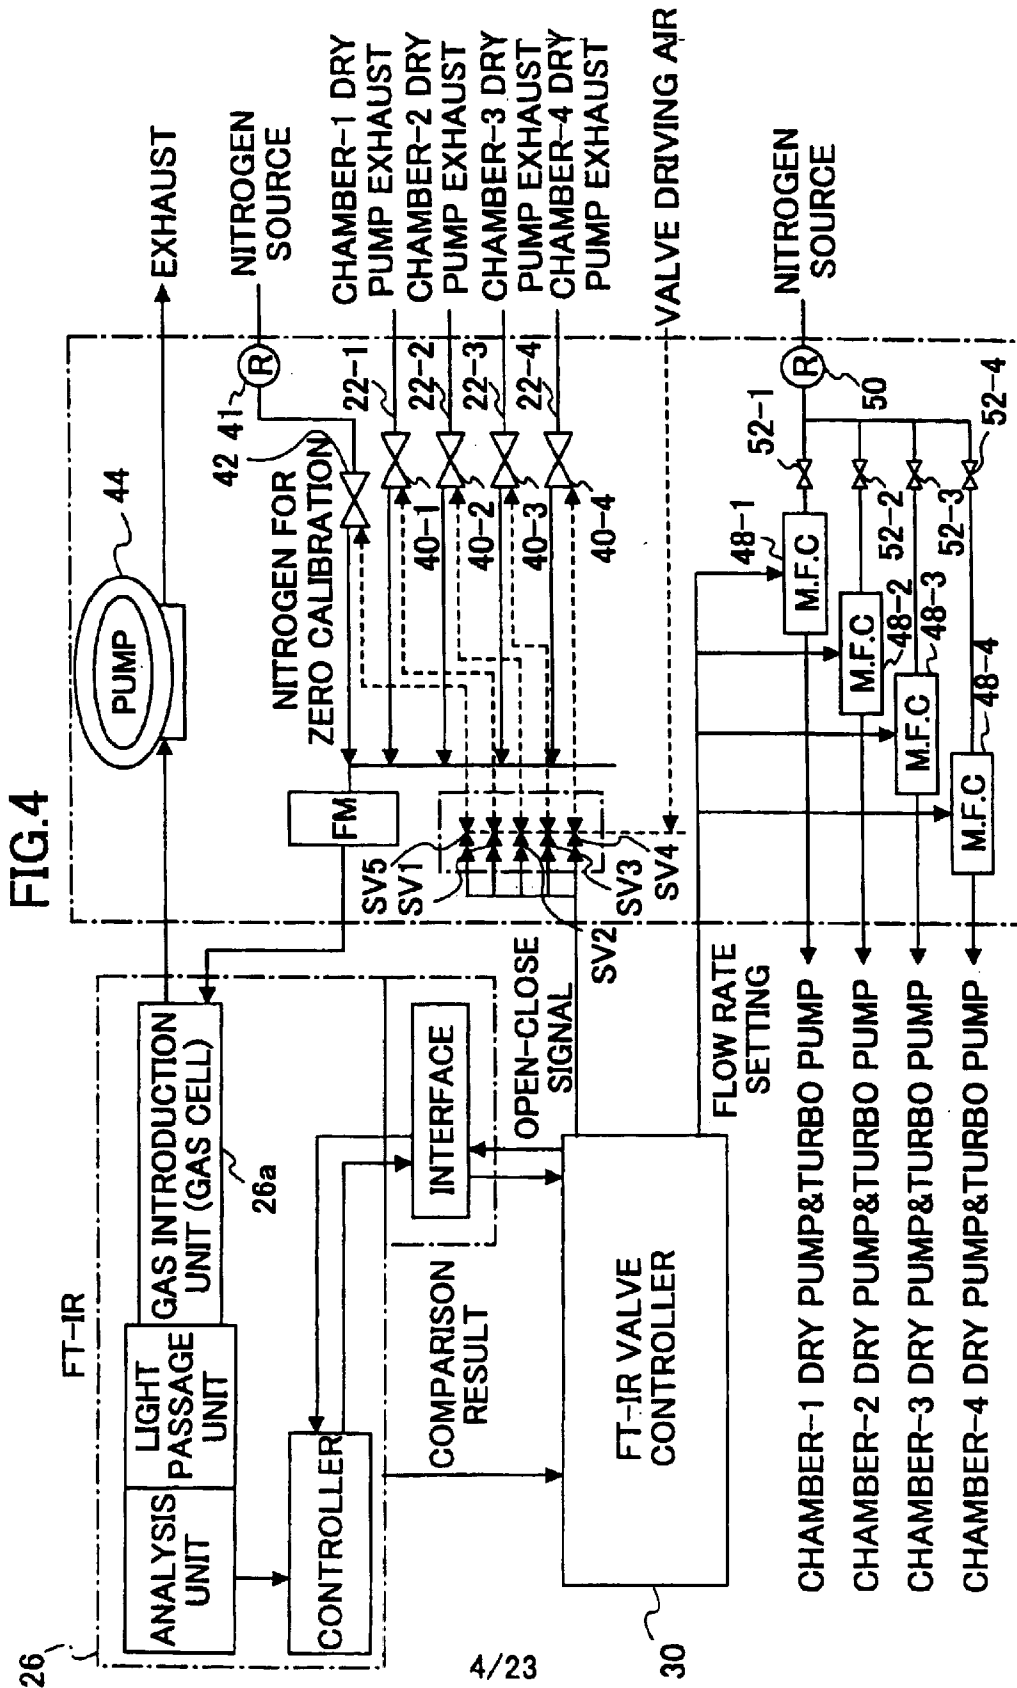 FIG.4
26
FT-IR
ANALYSIS
UNIT
LIGHT
PASSAGE
UNIT
GAS INTRODUCTION
UNIT (GAS CELL)
26a
PUMP
44
EXHAUST
CONTROLLER
INTERFACE
COMPARISON
RESULT
FM
NITROGEN FOR
ZERO CALIBRATION
42
41
R
NITROGEN
SOURCE
22-1
22-2
22-3
22-4
CHAMBER-1 DRY
PUMP EXHAUST
CHAMBER-2 DRY
PUMP EXHAUST
CHAMBER-3 DRY
PUMP EXHAUST
CHAMBER-4 DRY
PUMP EXHAUST
40-1
40-2
40-3
40-4
SV5
SV1
SV2
SV3
SV4
VALVE DRIVING AIR
OPEN-CLOSE
SIGNAL
FT-IR VALVE
CONTROLLER
30
FLOW RATE
SETTING
48-1
M.F.C
48-2
M.F.C
48-3
M.F.C
48-4
M.F.C
52-1
52-2
52-3
52-4
R
50
NITROGEN
SOURCE
CHAMBER-1 DRY PUMP&TURBO PUMP
CHAMBER-2 DRY PUMP&TURBO PUMP
CHAMBER-3 DRY PUMP&TURBO PUMP
CHAMBER-4 DRY PUMP&TURBO PUMP
4/23